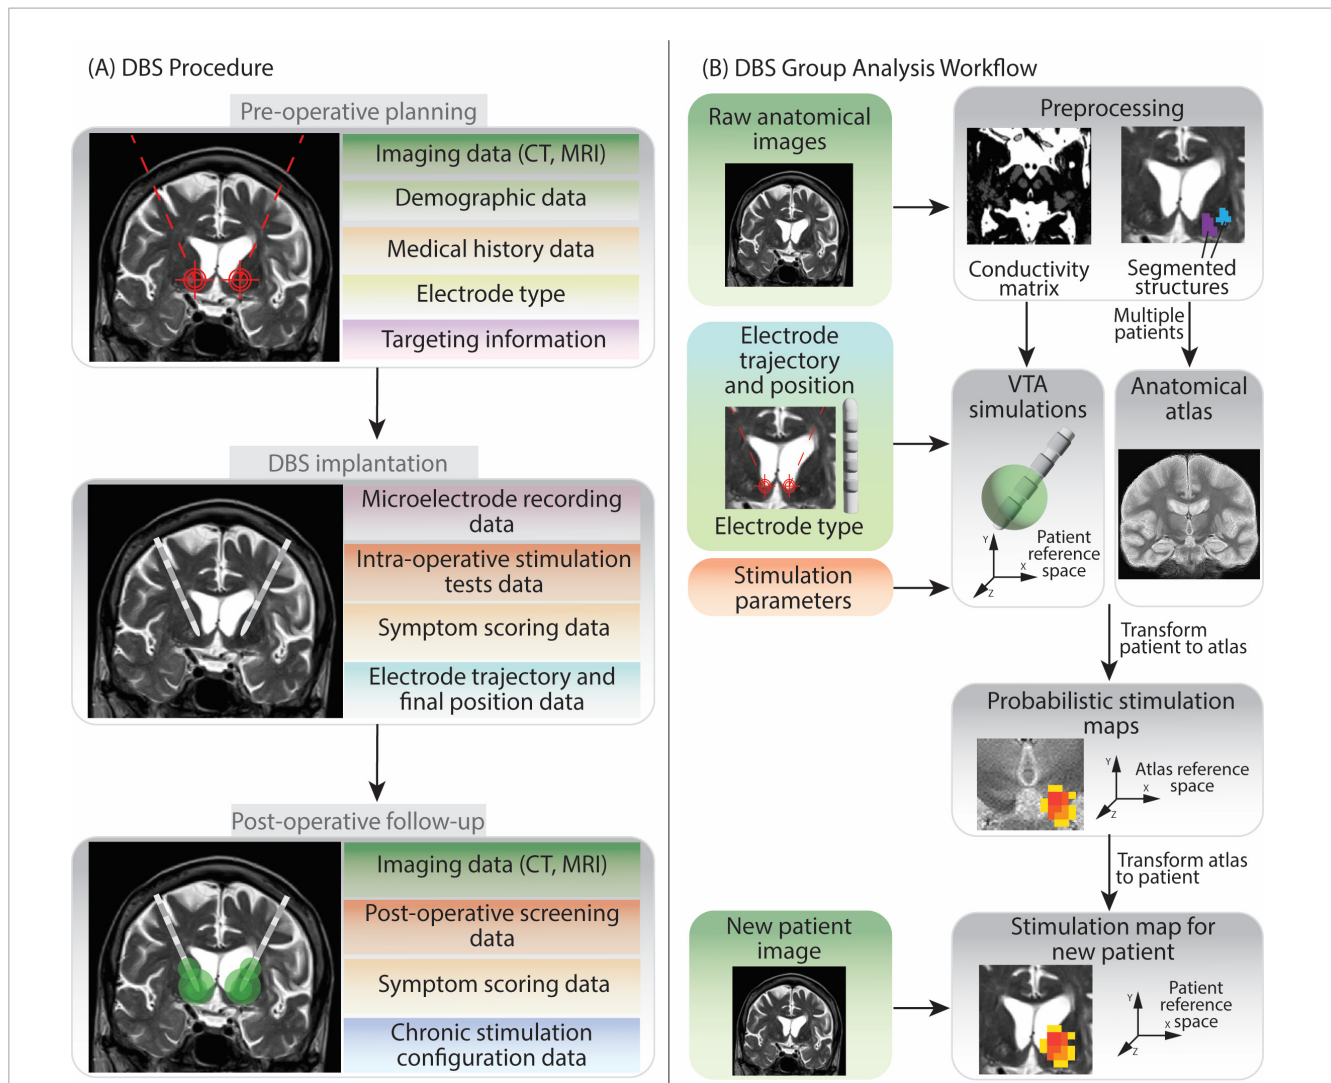 (A) DBS Procedure
Pre-operative planning
Imaging data (CT, MRI)
Demographic data
Medical history data
Electrode type
Targeting information
DBS implantation
Microelectrode recording
data
Intra-operative stimulation
tests data
Symptom scoring data
Electrode trajectory and
final position data
Post-operative follow-up
Imaging data (CT, MRI)
Post-operative screening
data
Symptom scoring data
Chronic stimulation
configuration data
(B) DBS Group Analysis Workflow
Raw anatomical
images
Preprocessing
Conductivity
matrix
Segmented
structures
Multiple
patients
Electrode
trajectory
and position
Electrode type
Stimulation
parameters
VTA
simulations
Y
X
Z
Patient
reference
space
Anatomical
atlas
Transform
patient to atlas
Probabilistic stimulation
maps
Y
X
Z
Atlas reference
space
Transform atlas
to patient
New patient
image
Stimulation map for
new patient
Y
X
Z
Patient
reference
space